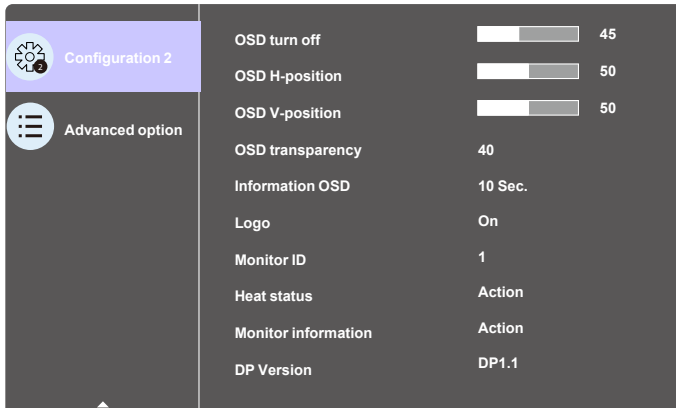 2 Configuration 2
Advanced option
OSD turn off 45
OSD H-position 50
OSD V-position 50
OSD transparency 40
Information OSD 10 Sec.
Logo On
Monitor ID 1
Heat status Action
Monitor information Action
DP Version DP1.1